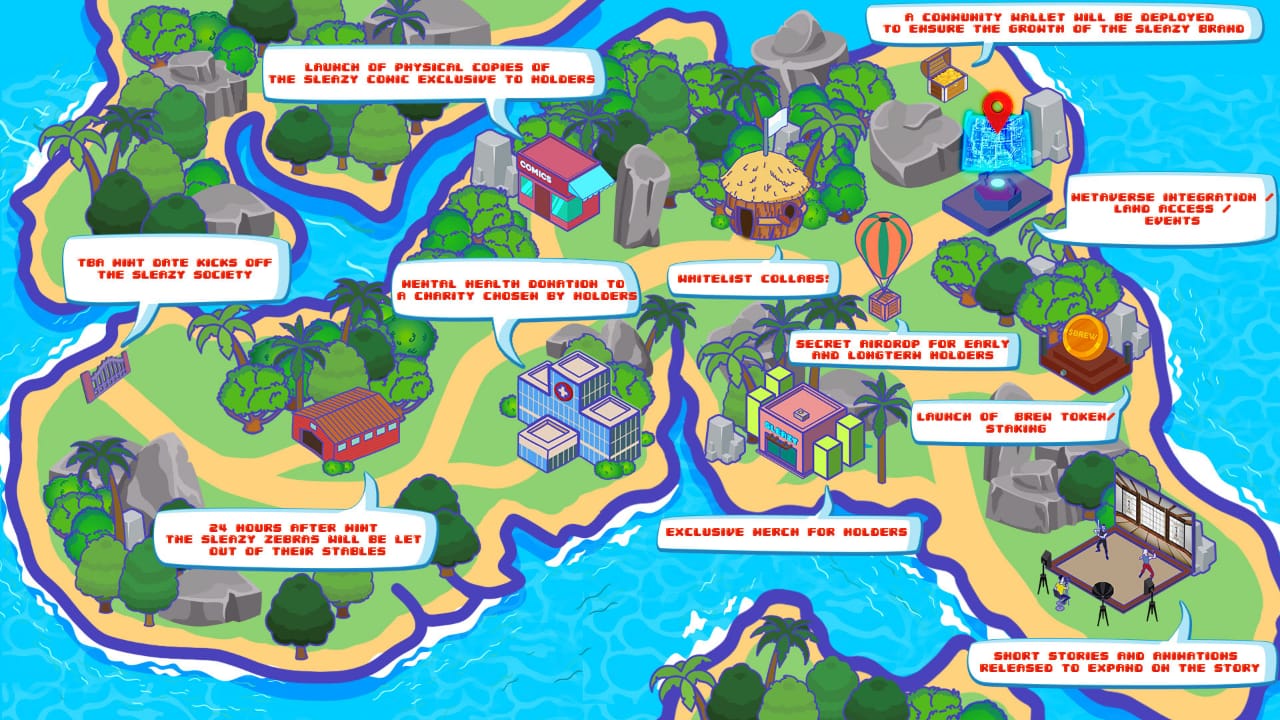 A COMMUNITY WALLET WILL BE DEPLOYED
TO ENSURE THE GROWTH OF THE SLEAZY BRAND
LAUNCH OF PHYSICAL COPIES OF
THE SLEAZY COMIC EXCLUSIVE TO HOLDERS
COMICS
METAVERSE INTEGRATION /
LAND ACCESS /
EVENTS
TBA MINT DATE KICKS OFF
THE SLEAZY SOCIETY
MENTAL HEALTH DONATION TO
A CHARITY CHOSEN BY HOLDERS
WHITELIST COLLABS!
SECRET AIRDROP FOR EARLY
AND LONGTERM HOLDERS
$BREW
LAUNCH OF BREW TOKEN/
STAKING
SLEAZY
24 HOURS AFTER MINT
THE SLEAZY ZEBRAS WILL BE LET
OUT OF THEIR STABLES
EXCLUSIVE MERCH FOR HOLDERS
SHORT STORIES AND ANIMATIONS
RELEASED TO EXPAND ON THE STORY